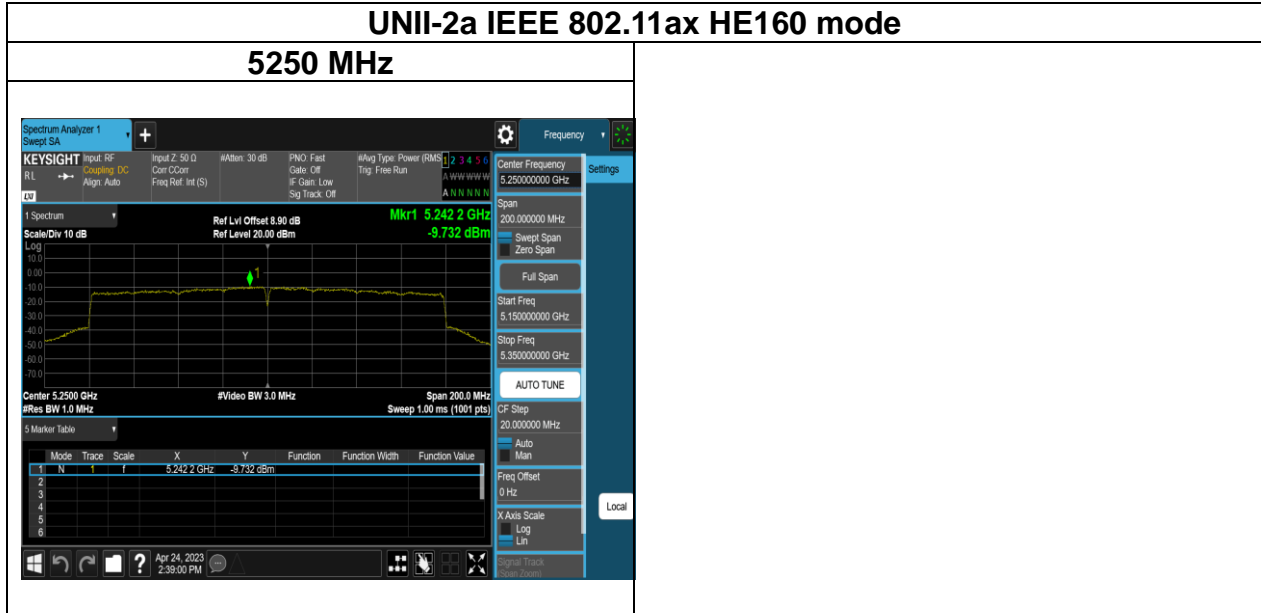 UNII-2a IEEE 802.11ax HE160 mode
5250 MHz
Spectrum Analyzer 1
Swept SA
+
Frequency
KEYSIGHT
RL
LXI
Input: RF
Coupling: DC
Align: Auto
Input Z: 50 Ω
Corr CCorr
Freq Ref: Int (S)
#Atten: 30 dB
PNO: Fast
Gate: Off
IF Gain: Low
Sig Track: Off
#Avg Type: Power (RMS
Trig: Free Run
1 2 3 4 5 6
A W W W W W
A N N N N N
1 Spectrum
Scale/Div 10 dB
Ref Lvl Offset 8.90 dB
Ref Level 20.00 dBm
Mkr1 5.242 2 GHz
-9.732 dBm
Log
10.0
0.00
-10.0
-20.0
-30.0
-40.0
-50.0
-60.0
-70.0
1
Center 5.2500 GHz
#Res BW 1.0 MHz
#Video BW 3.0 MHz
Span 200.0 MHz
Sweep 1.00 ms (1001 pts)
5 Marker Table
Mode Trace Scale X Y Function Function Width Function Value
1 N 1 f 5.242 2 GHz -9.732 dBm
2
3
4
5
6
Apr 24, 2023
2:39:00 PM
?
Center Frequency
5.250000000 GHz
Settings
Span
200.000000 MHz
Swept Span
Zero Span
Full Span
Start Freq
5.150000000 GHz
Stop Freq
5.350000000 GHz
AUTO TUNE
CF Step
20.000000 MHz
Auto
Man
Freq Offset
0 Hz
X Axis Scale
Log
Lin
Signal Track
(Span Zoom)
Local